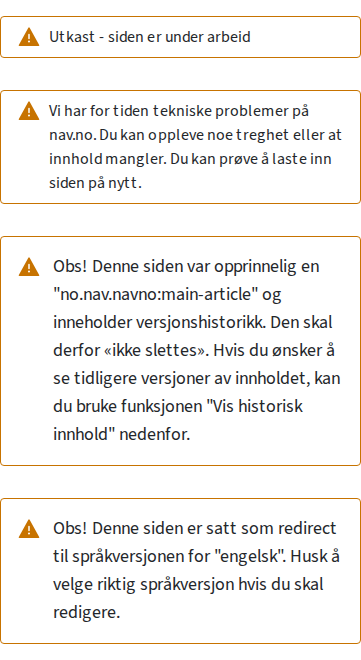 Utkast - siden er under arbeid
Vi har for tiden tekniske problemer på
nav.no. Du kan oppleve noe treghet eller at
innhold mangler. Du kan prøve å laste inn
siden på nytt.
Obs! Denne siden var opprinnelig en
"no.nav.navno:main-article" og
inneholder versjonshistorikk. Den skal
derfor «ikke slettes». Hvis du ønsker å
se tidligere versjoner av innholdet, kan
du bruke funksjonen "Vis historisk
innhold" nedenfor.
Obs! Denne siden er satt som redirect
til språkversjonen for "engelsk". Husk å
velge riktig språkversjon hvis du skal
redigere.